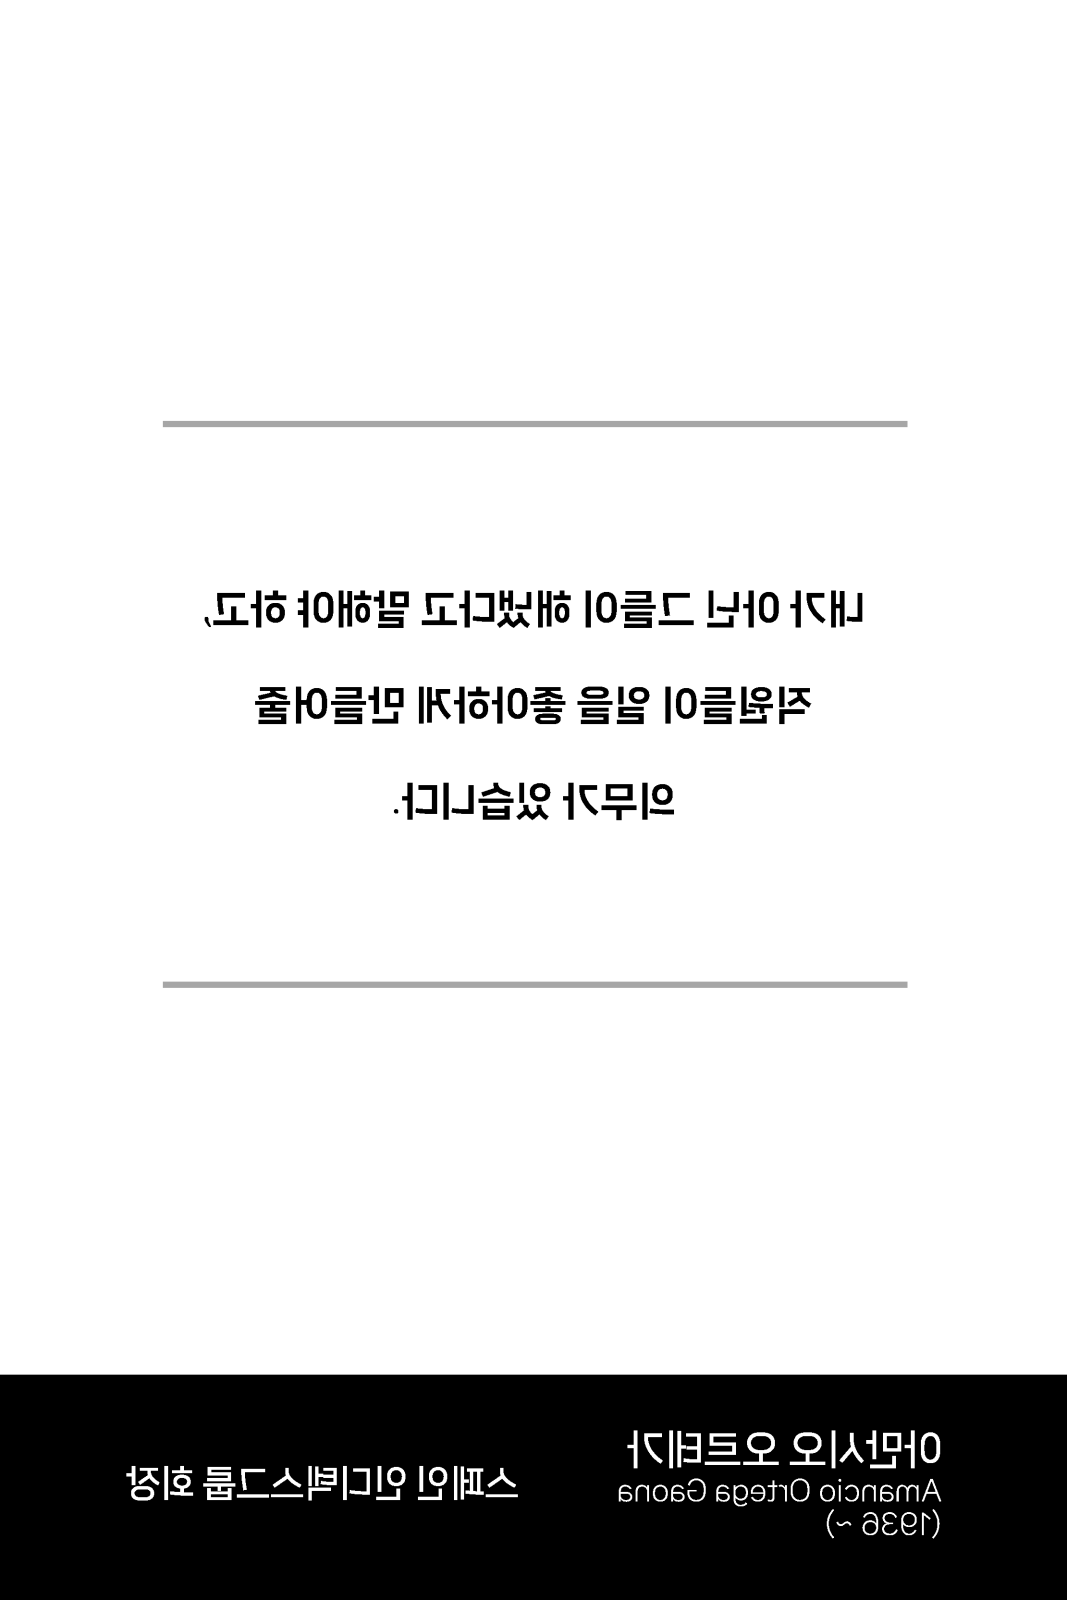 내가 아닌 그들이 해냈다고 말해야 하고,
직원들이 일을 좋아하게 만들어줄
의무가 있습니다.
아만시오 오르테가
Amancio Ortega Gaona
(1936 ~)
스페인 인디텍스그룹 회장